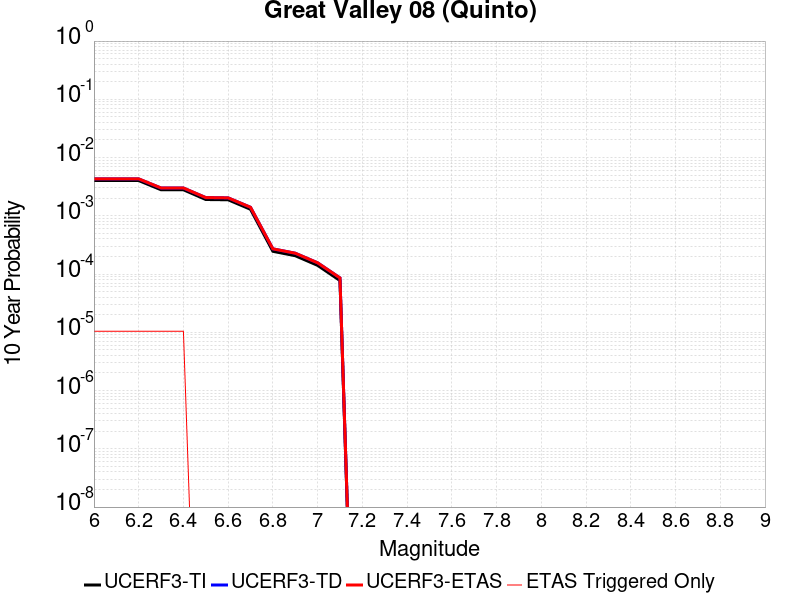 Great Valley 08 (Quinto)
10^0
10^-1
10^-2
10^-3
10^-4
10^-5
10^-6
10^-7
10^-8
10 Year Probability
6 6.2 6.4 6.6 6.8 7 7.2 7.4 7.6 7.8 8 8.2 8.4 8.6 8.8 9
Magnitude
UCERF3-TI UCERF3-TD UCERF3-ETAS ETAS Triggered Only